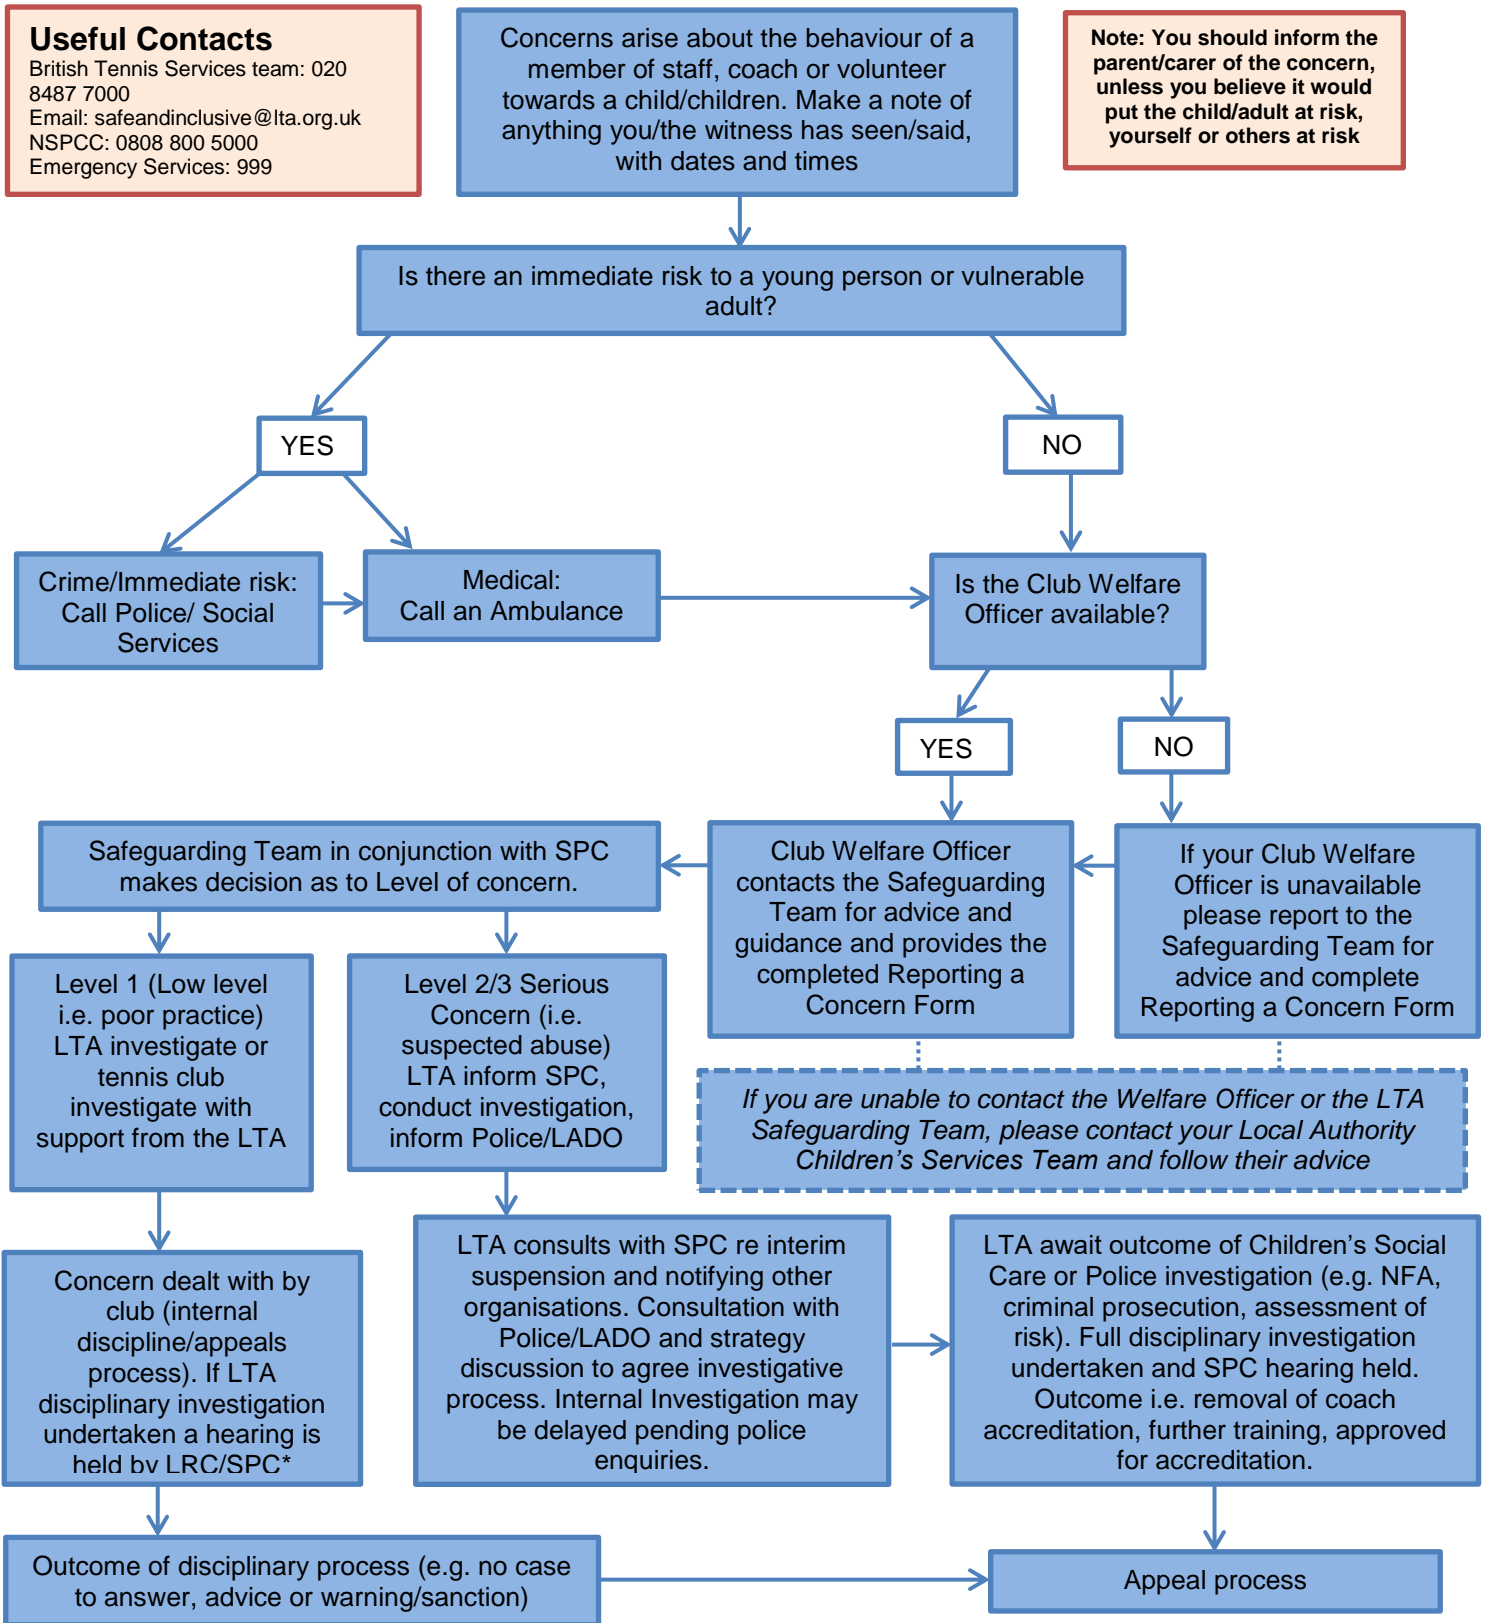 Useful Contacts
British Tennis Services team: 020
8487 7000
Email: safeandinclusive@lta.org.uk
NSPCC: 0808 800 5000
Emergency Services: 999
Concerns arise about the behaviour of a
member of staff, coach or volunteer
towards a child/children. Make a note of
anything you/the witness has seen/said,
with dates and times
Note: You should inform the
parent/carer of the concern,
unless you believe it would
put the child/adult at risk,
yourself or others at risk
Is there an immediate risk to a young person or vulnerable
adult?
YES
NO
Crime/Immediate risk:
Call Police/ Social
Services
Medical:
Call an Ambulance
Is the Club Welfare
Officer available?
YES
NO
Safeguarding Team in conjunction with SPC
makes decision as to Level of concern.
Club Welfare Officer
contacts the Safeguarding
Team for advice and
guidance and provides the
completed Reporting a
Concern Form
If your Club Welfare
Officer is unavailable
please report to the
Safeguarding Team for
advice and complete
Reporting a Concern Form
Level 1 (Low level
i.e. poor practice)
LTA investigate or
tennis club
investigate with
support from the LTA
Level 2/3 Serious
Concern (i.e.
suspected abuse)
LTA inform SPC,
conduct investigation,
inform Police/LADO
If you are unable to contact the Welfare Officer or the LTA
Safeguarding Team, please contact your Local Authority
Children's Services Team and follow their advice
Concern dealt with by
club (internal
discipline/appeals
process). If LTA
disciplinary investigation
undertaken a hearing is
held by LRC/SPC*
LTA consults with SPC re interim
suspension and notifying other
organisations. Consultation with
Police/LADO and strategy
discussion to agree investigative
process. Internal Investigation may
be delayed pending police
enquiries.
LTA await outcome of Children's Social
Care or Police investigation (e.g. NFA,
criminal prosecution, assessment of
risk). Full disciplinary investigation
undertaken and SPC hearing held.
Outcome i.e. removal of coach
accreditation, further training, approved
for accreditation.
Outcome of disciplinary process (e.g. no case
to answer, advice or warning/sanction)
Appeal process